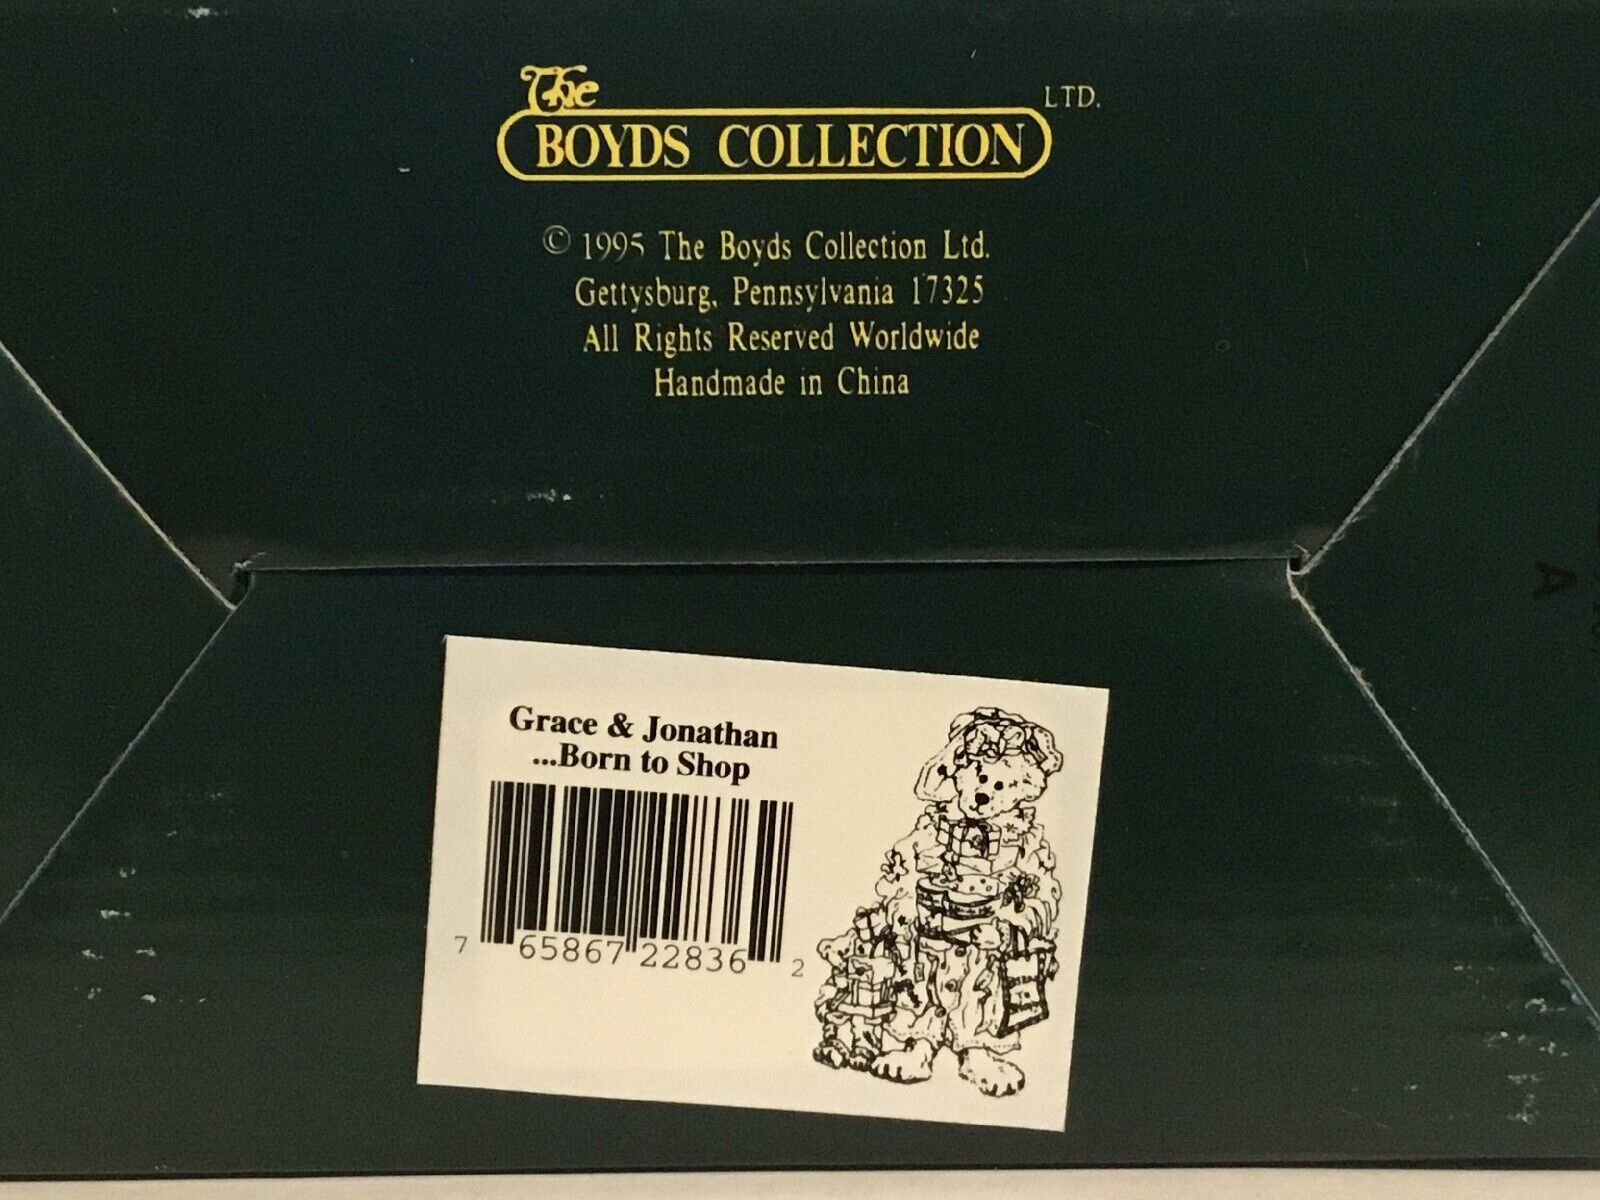 The
BOYDS COLLECTION LTD.
© 1995 The Boyds Collection Ltd.
Gettysburg, Pennsylvania 17325
All Rights Reserved Worldwide
Handmade in China
Grace & Jonathan
...Born to Shop
7 65867 22836 2
A